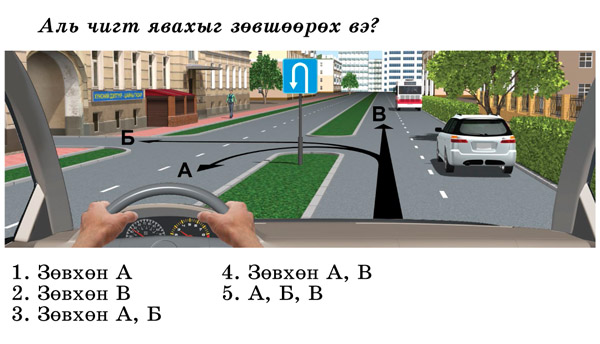 Аль чигт явахыг зөвшөөрөх вэ?
В
Б
А
1. Зөвхөн А
2. Зөвхөн В
3. Зөвхөн А, Б
4. Зөвхөн А, В
5. А, Б, В